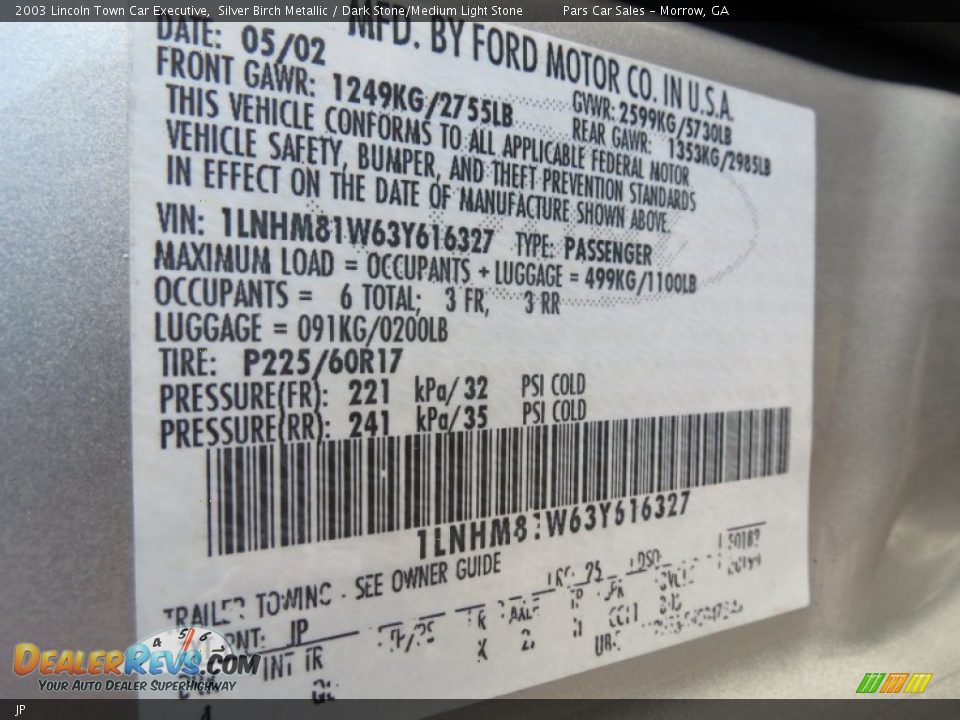 2003 Lincoln Town Car Executive, Silver Birch Metallic / Dark Stone/Medium Light Stone Pars Car Sales - Morrow, GA
MFD. BY FORD MOTOR CO. IN U.S.A.
DATE: 05/02 GVWR: 2599KG/5730LB
FRONT GAWR: 1249KG/2755LB REAR GAWR: 1353KG/2985LB
THIS VEHICLE CONFORMS TO ALL APPLICABLE FEDERAL MOTOR
VEHICLE SAFETY, BUMPER, AND THEFT PREVENTION STANDARDS
IN EFFECT ON THE DATE OF MANUFACTURE SHOWN ABOVE.
VIN: 1LNHM81W63Y616327 TYPE: PASSENGER
MAXIMUM LOAD = OCCUPANTS + LUGGAGE = 499KG/1100LB
OCCUPANTS = 6 TOTAL; 3 FR, 3 RR
LUGGAGE = 091KG/0200LB
TIRE: P225/60R17
PRESSURE(FR): 221 kPa/ 32 PSI COLD
PRESSURE(RR): 241 kPa/ 35 PSI COLD
1LNHM81W63Y616327
TRAILER TOWING - SEE OWNER GUIDE
JP
INT TR
DEALERREVS.COM
YOUR AUTO DEALER SUPERHIGHWAY
4 5 6
JP